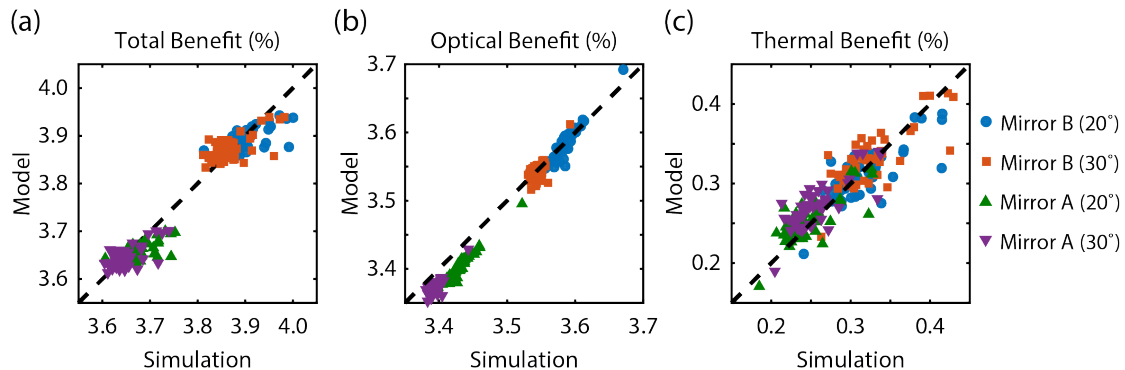 (a)
Total Benefit (%)
4.0
3.9
3.8
3.7
3.6
Model
3.6 3.7 3.8 3.9 4.0
Simulation
(b)
Optical Benefit (%)
3.7
3.6
3.5
3.4
Model
3.4 3.5 3.6 3.7
Simulation
(c)
Thermal Benefit (%)
0.4
0.3
0.2
Model
0.2 0.3 0.4
Simulation
Mirror B (20˚)
Mirror B (30˚)
Mirror A (20˚)
Mirror A (30˚)